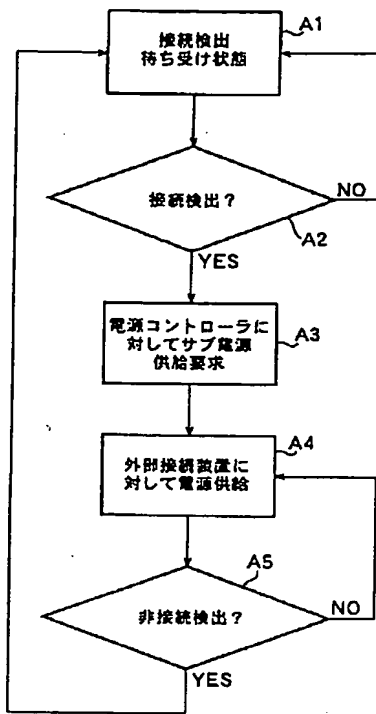 A1
接続検出
待ち受け状態
接続検出？
NO
A2
YES
電源コントローラに
対してサブ電源
供給要求
A3
A4
外部接続装置に
対して電源供給
A5
非接続検出？
NO
YES